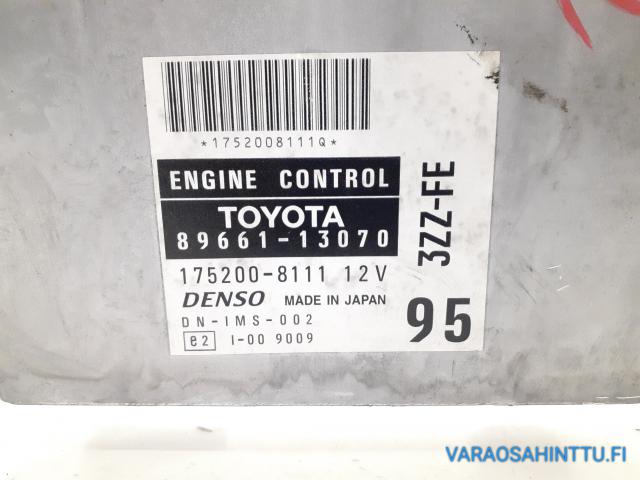 *1752008111Q*
ENGINE CONTROL
TOYOTA
89661-13070
175200-8111 12V
DENSO MADE IN JAPAN
DN-IMS-002
e2 I-00 9009
3ZZ-FE
95
VARAOSAHINTTU.FI